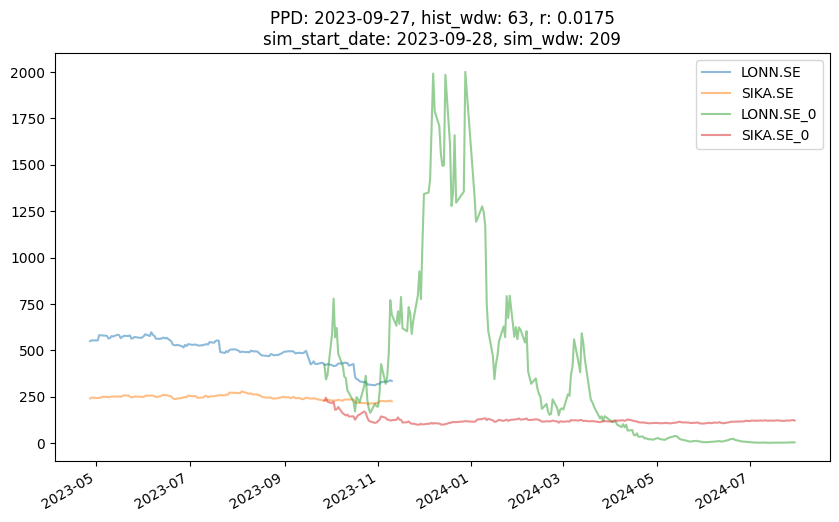 PPD: 2023-09-27, hist_wdw: 63, r: 0.0175
sim_start_date: 2023-09-28, sim_wdw: 209
LONN.SE
SIKA.SE
LONN.SE_0
SIKA.SE_0
2000
1750
1500
1250
1000
750
500
250
0
2023-05
2023-07
2023-09
2023-11
2024-01
2024-03
2024-05
2024-07